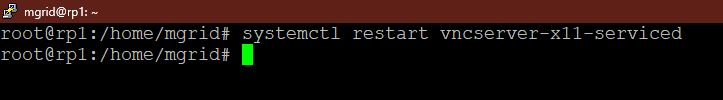 mgrid@rp1: ~
root@rp1:/home/mgrid# systemctl restart vncserver-x11-serviced
root@rp1:/home/mgrid#